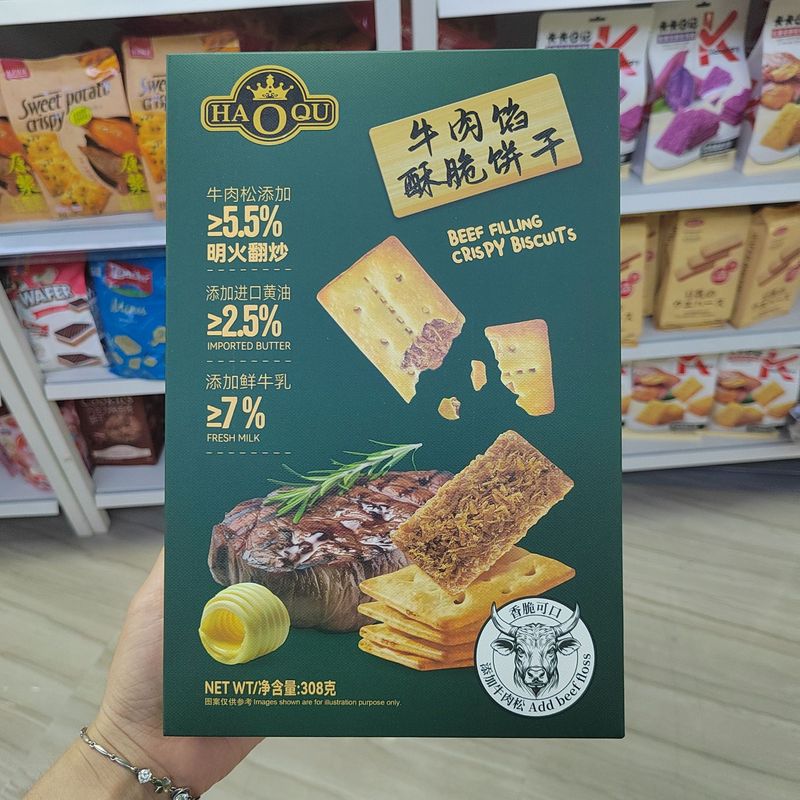 HAOQU
牛肉馅
酥脆饼干
BEEF FILLING
CRISPY BISCUITS
牛肉松添加
≥5.5%
明火翻炒
添加进口黄油
≥2.5%
IMPORTED BUTTER
添加鲜牛乳
≥7%
FRESH MILK
香脆可口
添加牛肉松 Add beef floss
NET WT/净含量:308克
图案仅供参考 Images shown are for illustration purpose only.
Sweet potato
crispy
WAFER